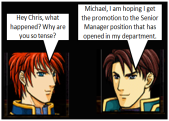 Hey Chris, what
happened? Why are
you so tense?
Michael, I am hoping I get
the promotion to the Senior
Manager position that has
opened in my department.